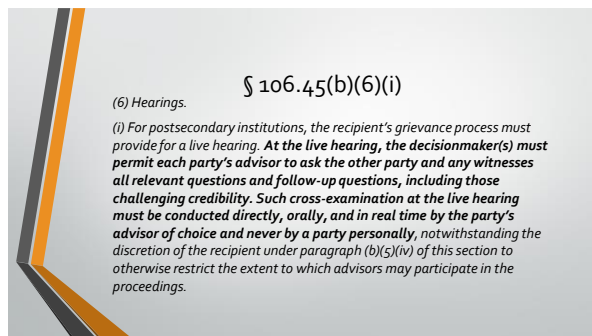 § 106.45(b)(6)(i)
(6) Hearings.
(i) For postsecondary institutions, the recipient's grievance process must
provide for a live hearing. At the live hearing, the decisionmaker(s) must
permit each party's advisor to ask the other party and any witnesses
all relevant questions and follow-up questions, including those
challenging credibility. Such cross-examination at the live hearing
must be conducted directly, orally, and in real time by the party's
advisor of choice and never by a party personally, notwithstanding the
discretion of the recipient under paragraph (b)(5)(iv) of this section to
otherwise restrict the extent to which advisors may participate in the
proceedings.